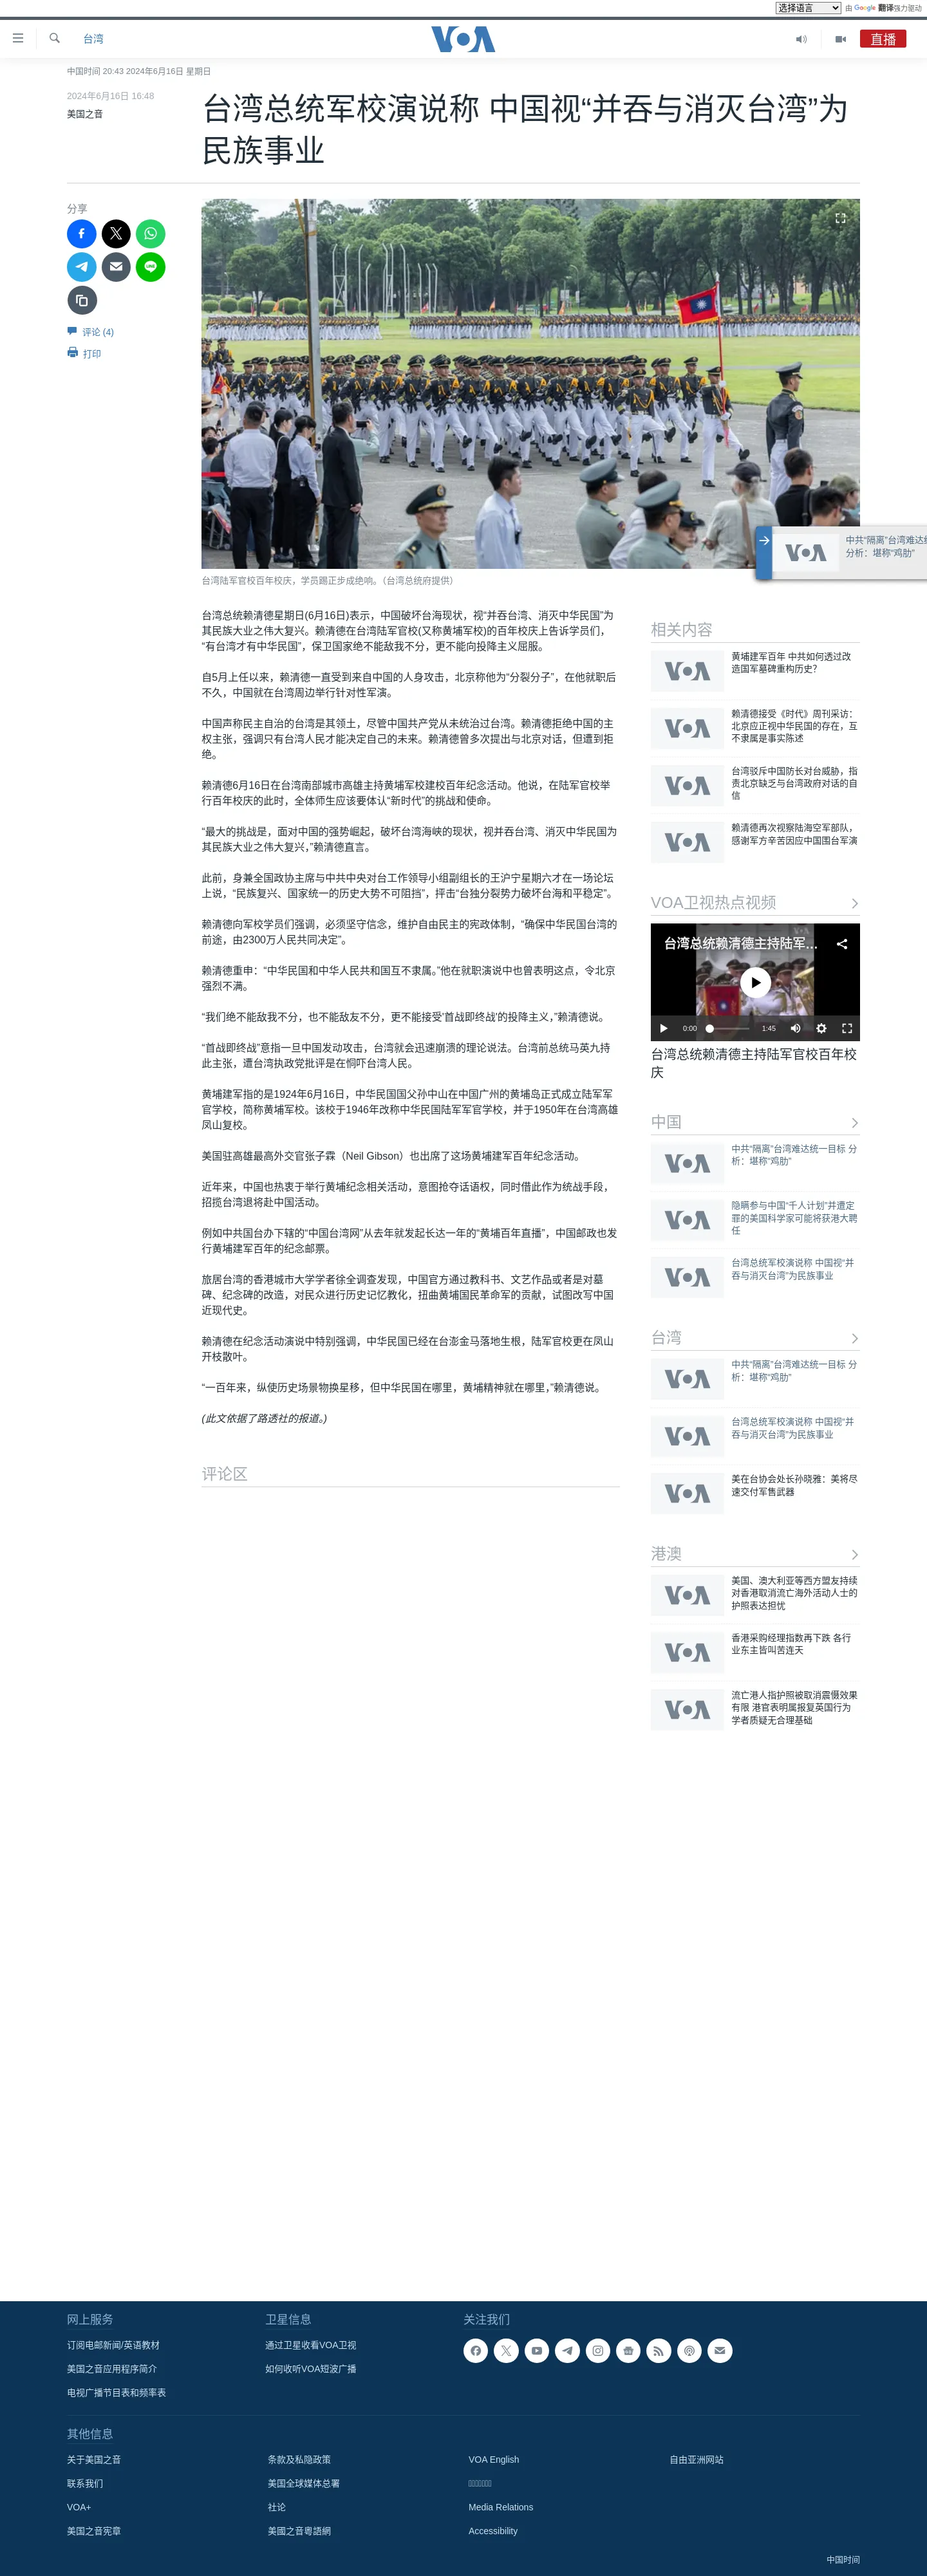 选择语言 由 Google 翻译强力驱动
台湾
VOA
直播
中国时间 20:43 2024年6月16日 星期日
2024年6月16日 16:48
美国之音
台湾总统军校演说称 中国视“并吞与消灭台湾”为
民族事业
分享
评论 (4)
打印
中共“隔离”台湾难达统
分析：堪称“鸡肋”
VOA
台湾陆军官校百年校庆，学员踢正步成绝响。（台湾总统府提供）
台湾总统赖清德星期日(6月16日)表示，中国破坏台海现状，视“并吞台湾、消灭中华民国”为
其民族大业之伟大复兴。赖清德在台湾陆军官校(又称黄埔军校)的百年校庆上告诉学员们，
“有台湾才有中华民国”，保卫国家绝不能敌我不分，更不能向投降主义屈服。
自5月上任以来，赖清德一直受到来自中国的人身攻击，北京称他为“分裂分子”，在他就职后
不久，中国就在台湾周边举行针对性军演。
中国声称民主自治的台湾是其领土，尽管中国共产党从未统治过台湾。赖清德拒绝中国的主
权主张，强调只有台湾人民才能决定自己的未来。赖清德曾多次提出与北京对话，但遭到拒
绝。
赖清德6月16日在台湾南部城市高雄主持黄埔军校建校百年纪念活动。他说，在陆军官校举
行百年校庆的此时，全体师生应该要体认“新时代”的挑战和使命。
“最大的挑战是，面对中国的强势崛起，破坏台湾海峡的现状，视并吞台湾、消灭中华民国为
其民族大业之伟大复兴，”赖清德直言。
此前，身兼全国政协主席与中共中央对台工作领导小组副组长的王沪宁星期六才在一场论坛
上说，“民族复兴、国家统一的历史大势不可阻挡”，抨击“台独分裂势力破坏台海和平稳定”。
赖清德向军校学员们强调，必须坚守信念，维护自由民主的宪政体制，“确保中华民国台湾的
前途，由2300万人民共同决定”。
赖清德重申：“中华民国和中华人民共和国互不隶属。”他在就职演说中也曾表明这点，令北京
强烈不满。
“我们绝不能敌我不分，也不能敌友不分，更不能接受‘首战即终战’的投降主义，”赖清德说。
“首战即终战”意指一旦中国发动攻击，台湾就会迅速崩溃的理论说法。台湾前总统马英九持
此主张，遭台湾执政党批评是在恫吓台湾人民。
黄埔建军指的是1924年6月16日，中华民国国父孙中山在中国广州的黄埔岛正式成立陆军军
官学校，简称黄埔军校。该校于1946年改称中华民国陆军军官学校，并于1950年在台湾高雄
凤山复校。
美国驻高雄最高外交官张子霖（Neil Gibson）也出席了这场黄埔建军百年纪念活动。
近年来，中国也热衷于举行黄埔纪念相关活动，意图抢夺话语权，同时借此作为统战手段，
招揽台湾退将赴中国活动。
例如中共国台办下辖的“中国台湾网”从去年就发起长达一年的“黄埔百年直播”，中国邮政也发
行黄埔建军百年的纪念邮票。
旅居台湾的香港城市大学学者徐全调查发现，中国官方通过教科书、文艺作品或者是对墓
碑、纪念碑的改造，对民众进行历史记忆教化，扭曲黄埔国民革命军的贡献，试图改写中国
近现代史。
赖清德在纪念活动演说中特别强调，中华民国已经在台澎金马落地生根，陆军官校更在凤山
开枝散叶。
“一百年来，纵使历史场景物换星移，但中华民国在哪里，黄埔精神就在哪里，”赖清德说。
(此文依据了路透社的报道。)
评论区
相关内容
VOA
黄埔建军百年 中共如何透过改
造国军墓碑重构历史？
VOA
赖清德接受《时代》周刊采访：
北京应正视中华民国的存在，互
不隶属是事实陈述
VOA
台湾驳斥中国防长对台威胁，指
责北京缺乏与台湾政府对话的自
信
VOA
赖清德再次视察陆海空军部队，
感谢军方辛苦因应中国围台军演
VOA卫视热点视频
台湾总统赖清德主持陆军...
0:00 1:45
台湾总统赖清德主持陆军官校百年校
庆
中国
VOA
中共“隔离”台湾难达统一目标 分
析：堪称“鸡肋”
VOA
隐瞒参与中国“千人计划”并遭定
罪的美国科学家可能将获港大聘
任
VOA
台湾总统军校演说称 中国视“并
吞与消灭台湾”为民族事业
台湾
VOA
中共“隔离”台湾难达统一目标 分
析：堪称“鸡肋”
VOA
台湾总统军校演说称 中国视“并
吞与消灭台湾”为民族事业
VOA
美在台协会处长孙晓雅：美将尽
速交付军售武器
港澳
VOA
美国、澳大利亚等西方盟友持续
对香港取消流亡海外活动人士的
护照表达担忧
VOA
香港采购经理指数再下跌 各行
业东主皆叫苦连天
VOA
流亡港人指护照被取消震慑效果
有限 港官表明属报复英国行为
学者质疑无合理基础
网上服务
订阅电邮新闻/英语教材
美国之音应用程序简介
电视广播节目表和频率表
卫星信息
通过卫星收看VOA卫视
如何收听VOA短波广播
关注我们
其他信息
关于美国之音
联系我们
VOA+
美国之音宪章
条款及私隐政策
美国全球媒体总署
社论
美國之音粵語網
VOA English
Media Relations
Accessibility
自由亚洲网站
中国时间